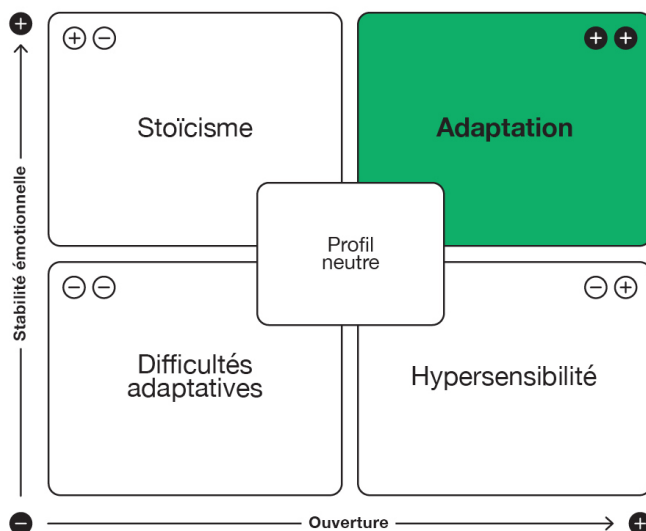 Stoïcisme
Adaptation
Profil
neutre
Difficultés
adaptatives
Hypersensibilité
Stabilité émotionnelle
Ouverture